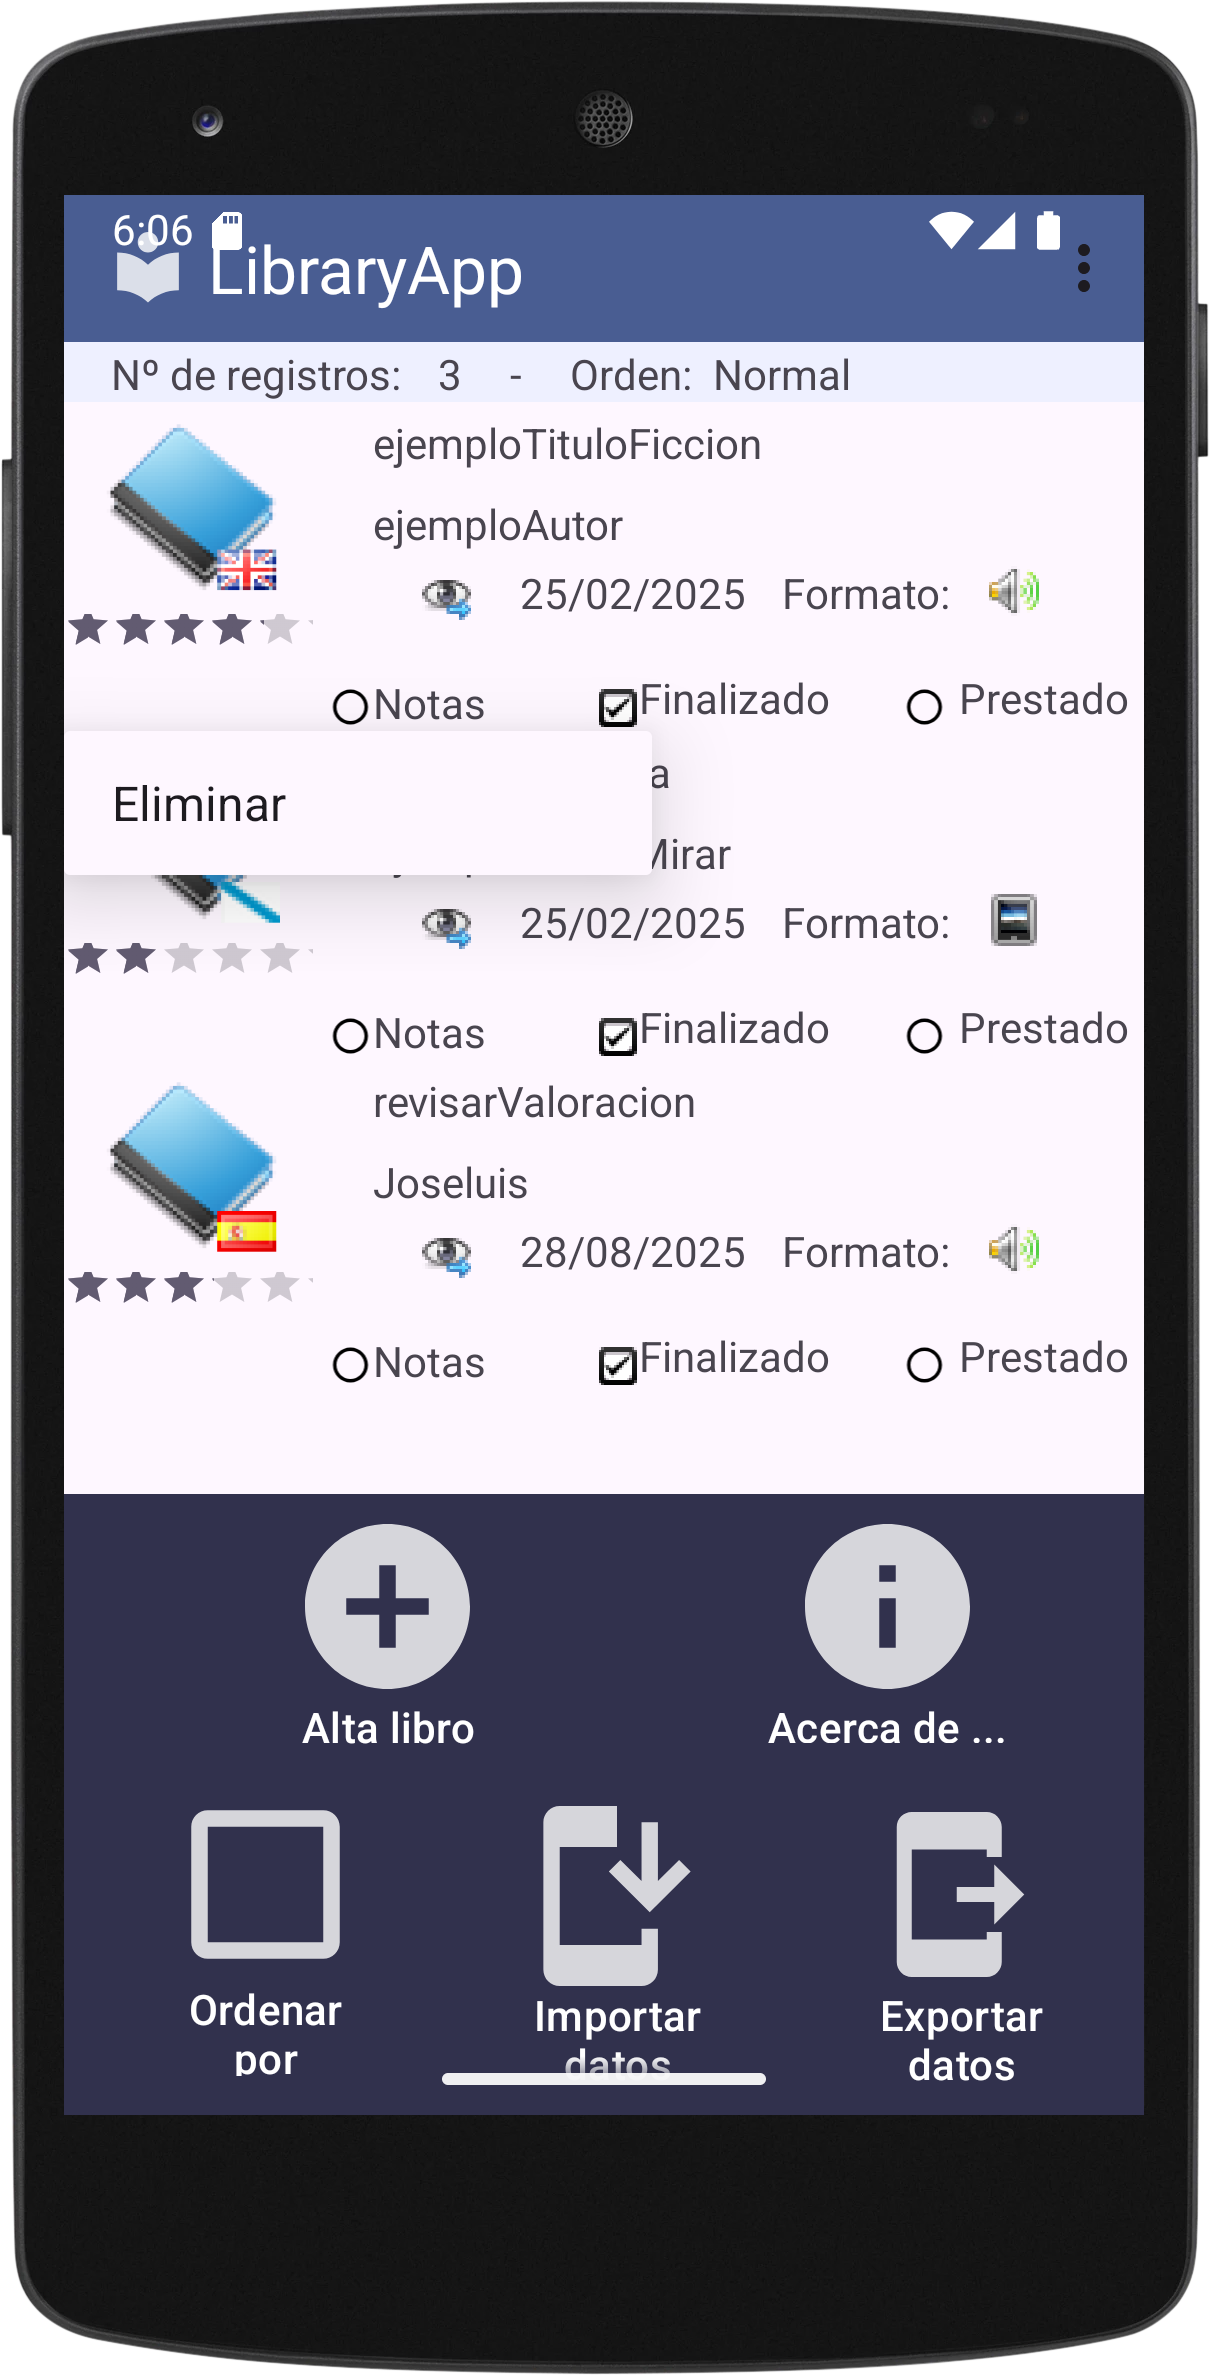 6:06
LibraryApp
Nº de registros: 3 - Orden: Normal
ejemploTituloFiccion
ejemploAutor
25/02/2025 Formato:
Notas Finalizado Prestado
Eliminar
a
Mirar
25/02/2025 Formato:
Notas Finalizado Prestado
revisarValoracion
Joseluis
28/08/2025 Formato:
Notas Finalizado Prestado
Alta libro Acerca de ...
Ordenar Importar Exportar
por datos datos